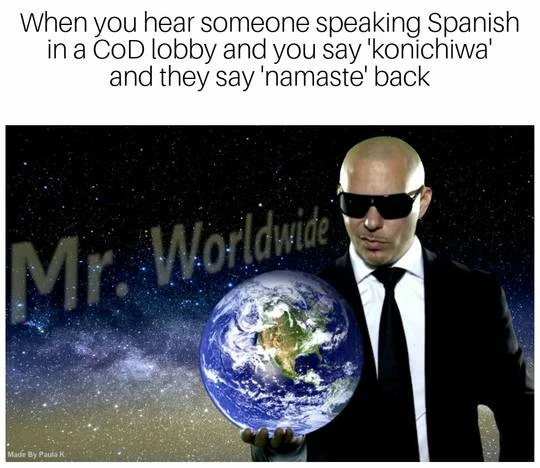 When you hear someone speaking Spanish
in a CoD lobby and you say 'konichiwa'
and they say 'namaste' back
Mr. Worldwide
Made By Paula K.